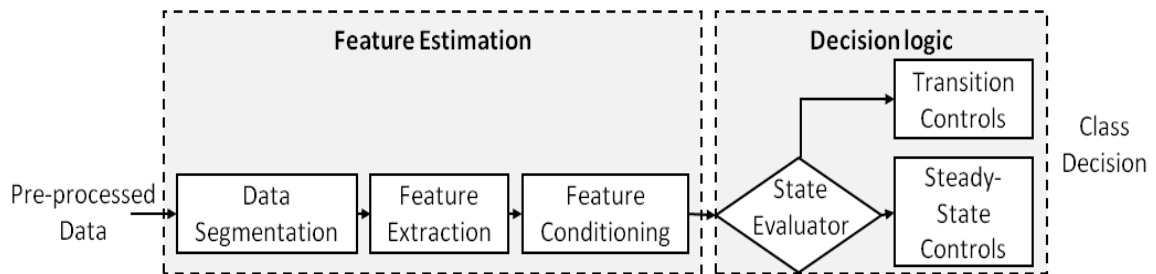 Feature Estimation
Decision logic
Pre-processed
Data
Data
Segmentation
Feature
Extraction
Feature
Conditioning
State
Evaluator
Transition
Controls
Steady-
State
Controls
Class
Decision